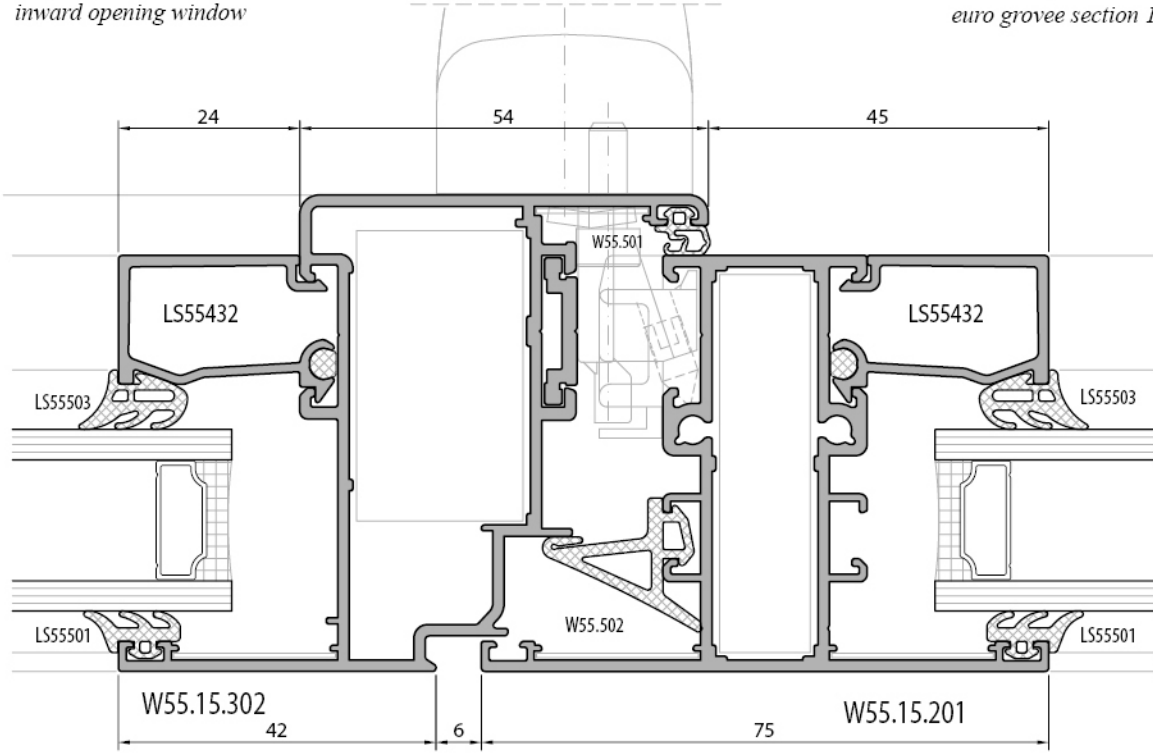 inward opening window
euro grovee section 1
24 54 45
W55.501
LS55432 LS55432
LS55503 LS55503
LS55501 W55.502 LS55501
W55.15.302 W55.15.201
42 6 75